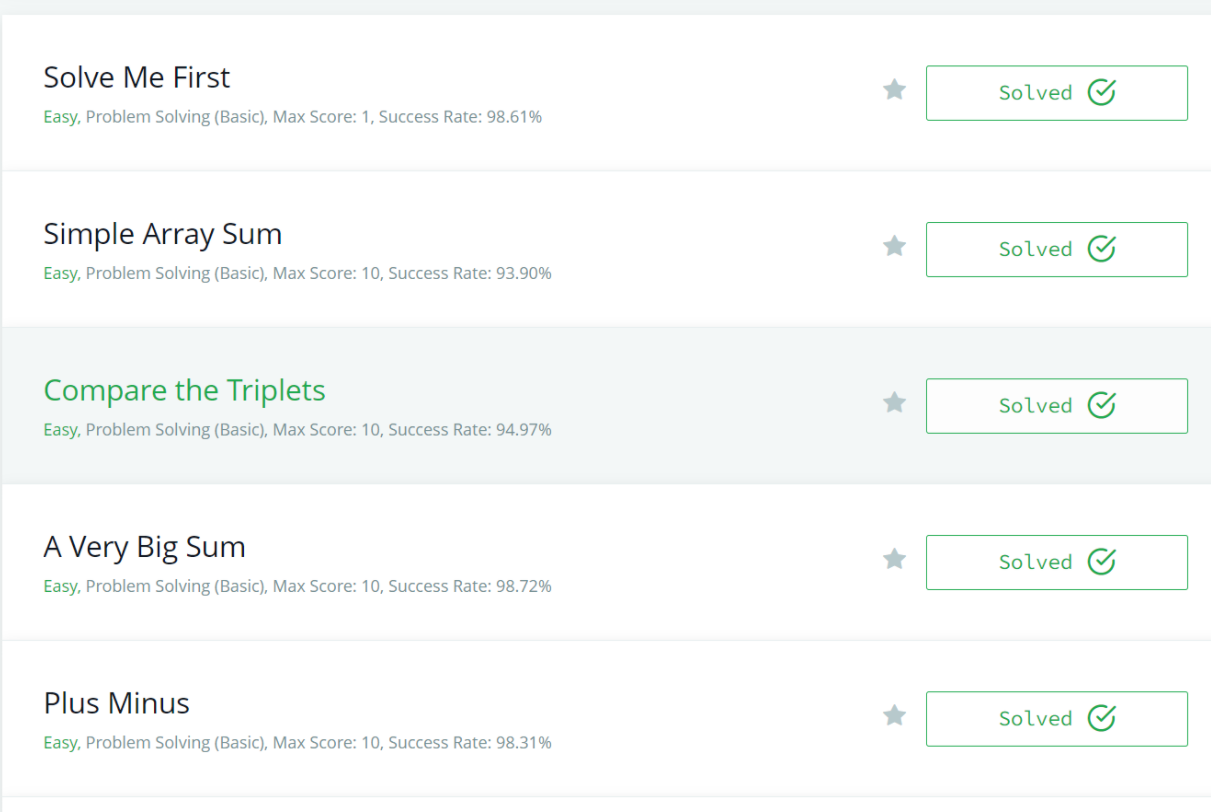 Solve Me First
Easy, Problem Solving (Basic), Max Score: 1, Success Rate: 98.61%
Solved
Simple Array Sum
Easy, Problem Solving (Basic), Max Score: 10, Success Rate: 93.90%
Solved
Compare the Triplets
Easy, Problem Solving (Basic), Max Score: 10, Success Rate: 94.97%
Solved
A Very Big Sum
Easy, Problem Solving (Basic), Max Score: 10, Success Rate: 98.72%
Solved
Plus Minus
Easy, Problem Solving (Basic), Max Score: 10, Success Rate: 98.31%
Solved